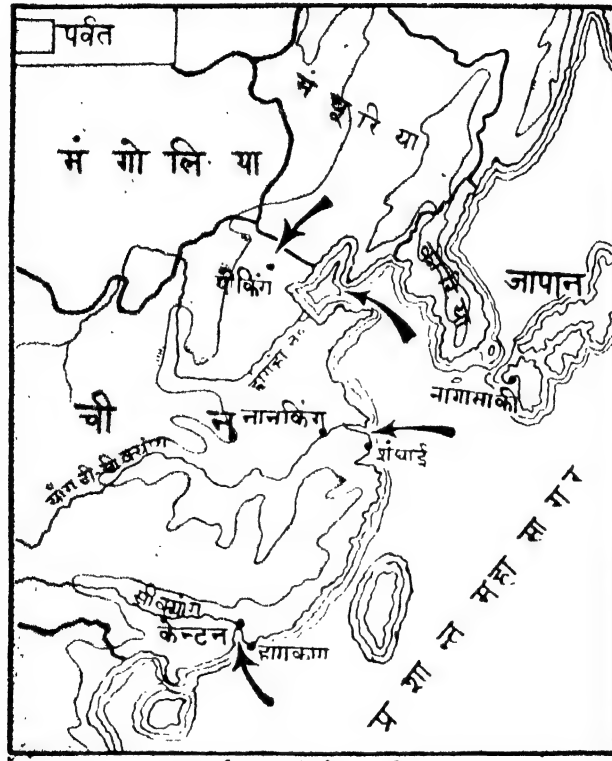 पर्वत
मंचुरिया
मंगोलिया
पीकिंग
कोरिया
जापान
नागासाकी
चीन
नानकिंग
शंघाई
सीक्यांग
केन्टन
हांगकांग
प्रशान्त महासागर